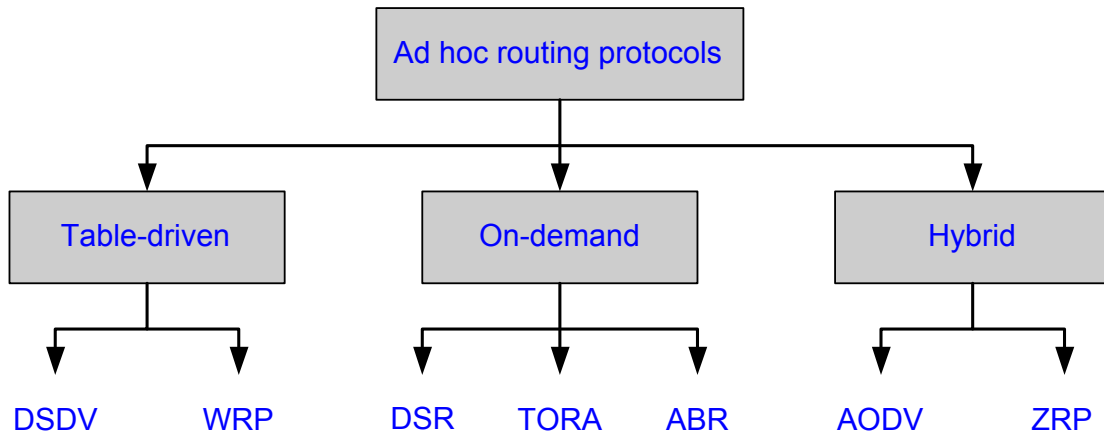 Ad hoc routing protocols
Table-driven
On-demand
Hybrid
DSDV
WRP
DSR
TORA
ABR
AODV
ZRP